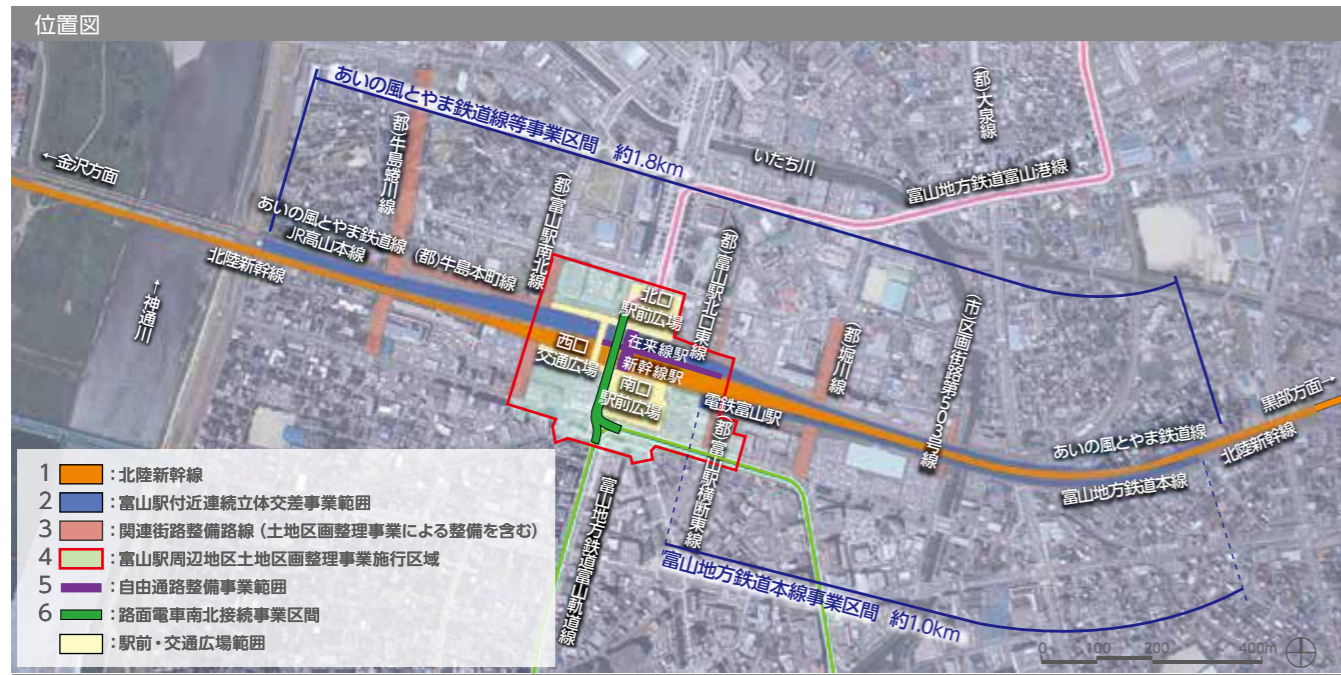 位置図
あいの風とやま鉄道線等事業区間 約1.8km
(都)大泉線
←金沢方面
(都)牛島蜷川線
いたち川
富山地方鉄道富山港線
あいの風とやま鉄道線
JR高山本線
(都)牛島本町線
(都)富山駅南北線
北陸新幹線
←神通川
北口
駅前広場
(都)富山駅北口東線
西口
交通広場
在来線駅
新幹線駅
南口
駅前広場
電鉄富山駅
(都)堀川線
(市)区画街路第503号線
黒部方面→
あいの風とやま鉄道線
北陸新幹線
富山地方鉄道本線
(都)富山駅横断東線
富山地方鉄道富山軌道線
富山地方鉄道本線事業区間 約1.0km
1 :北陸新幹線
2 :富山駅付近連続立体交差事業範囲
3 :関連街路整備路線(土地区画整理事業による整備を含む)
4 :富山駅周辺地区土地区画整理事業施行区域
5 :自由通路整備事業範囲
6 :路面電車南北接続事業区間
:駅前・交通広場範囲
0 100 200 400m